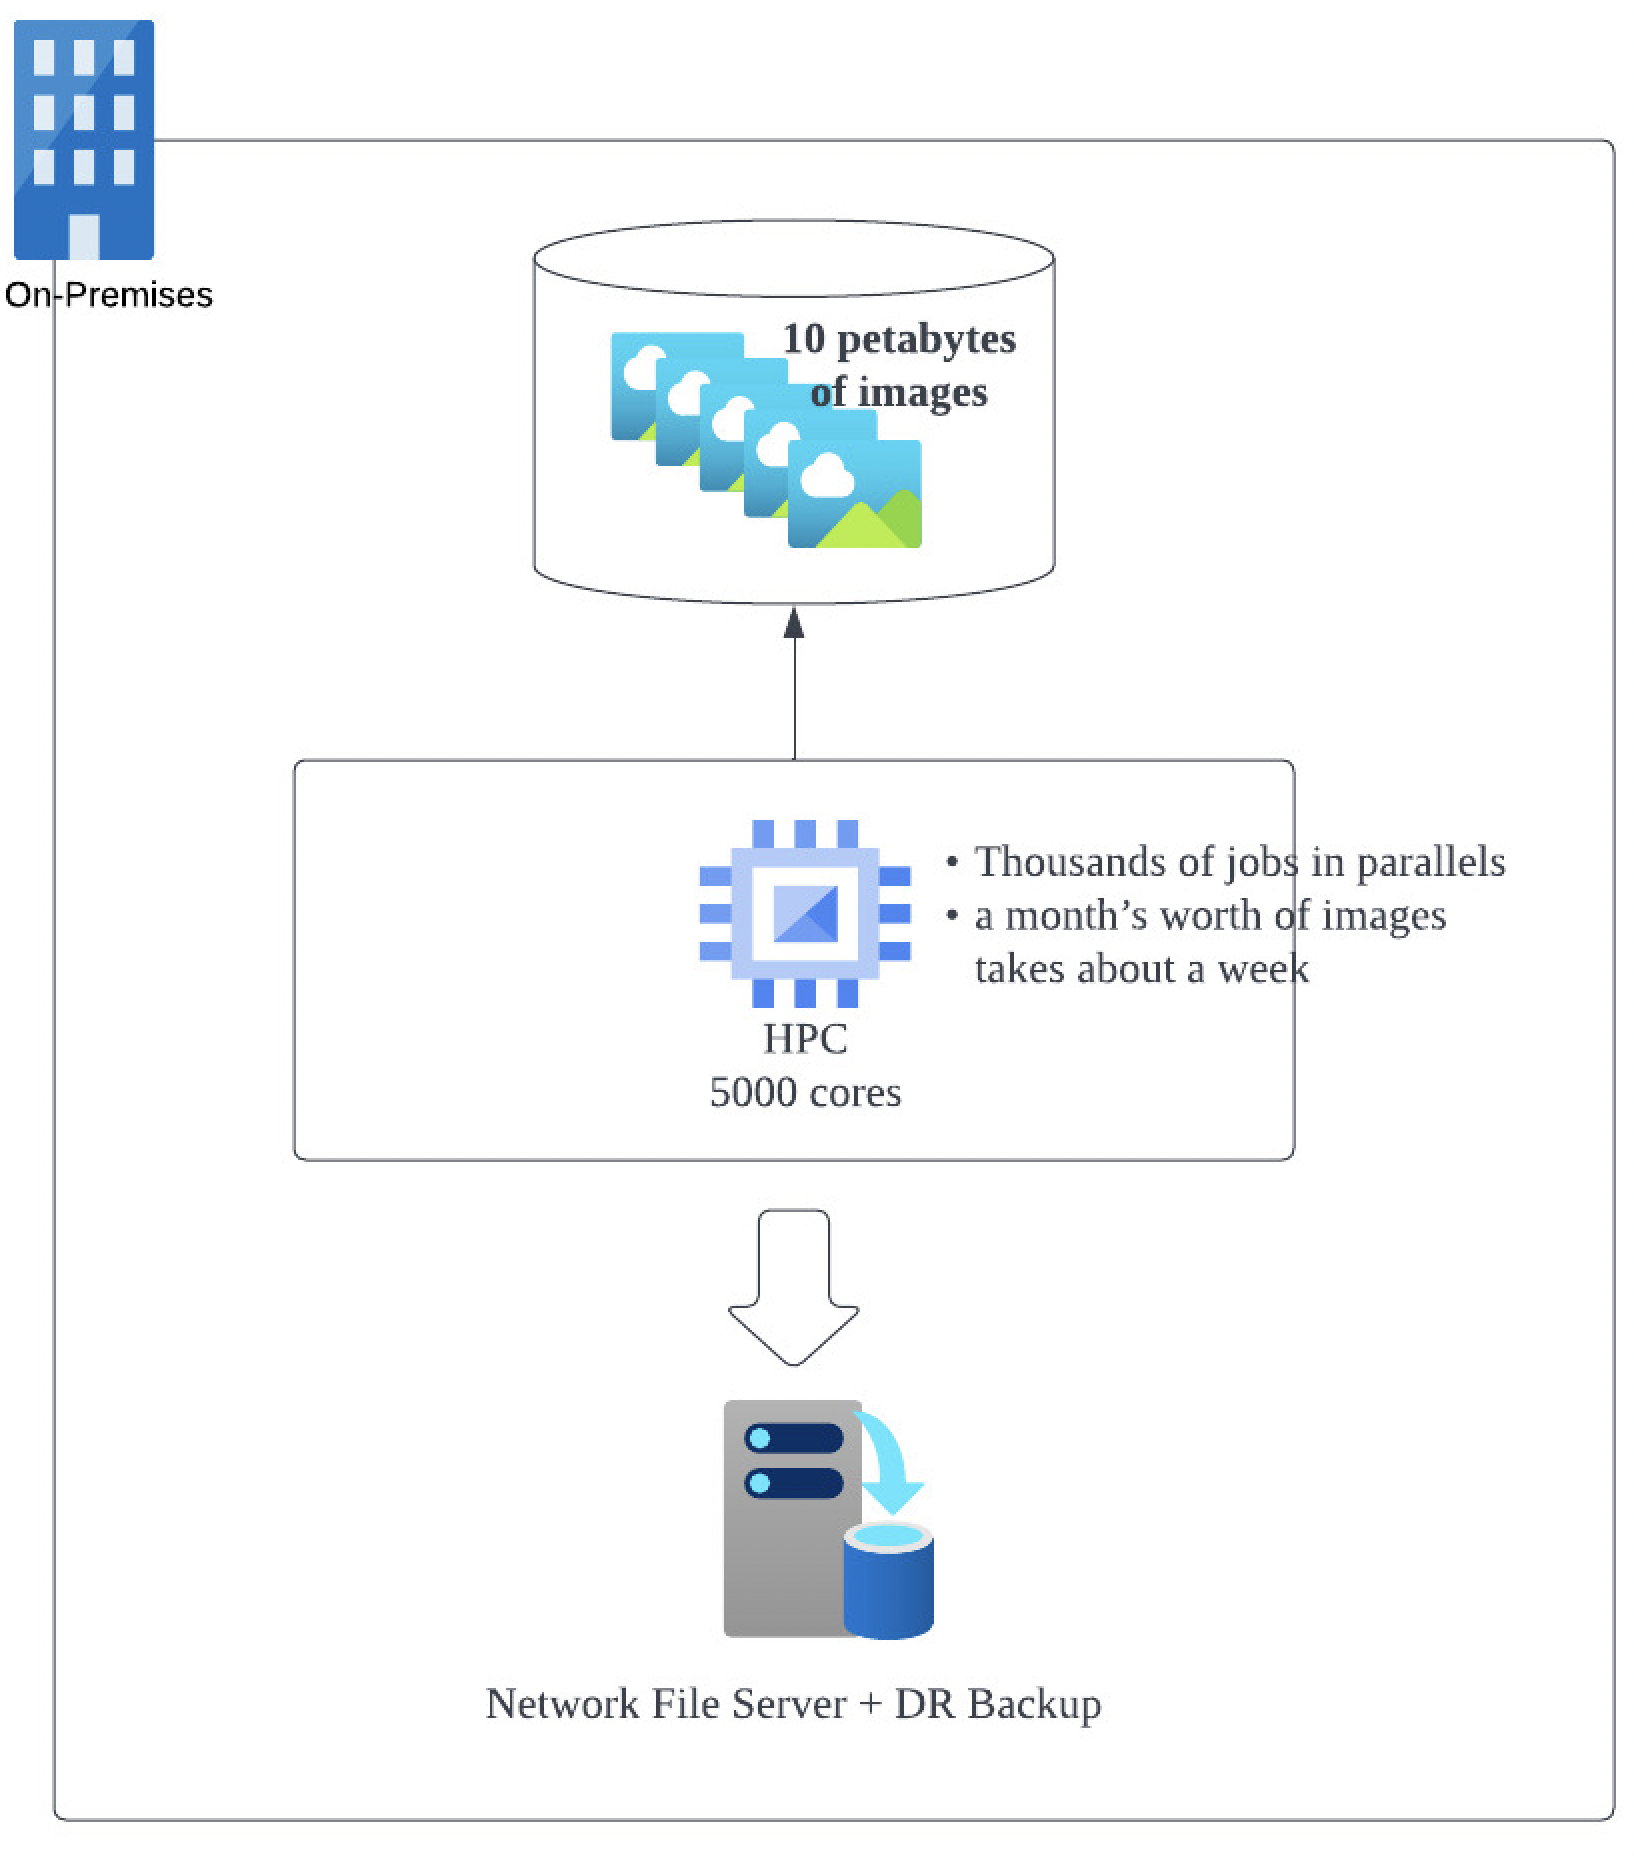 On-Premises
10 petabytes
of images
• Thousands of jobs in parallels
• a month’s worth of images
takes about a week
HPC
5000 cores
Network File Server + DR Backup